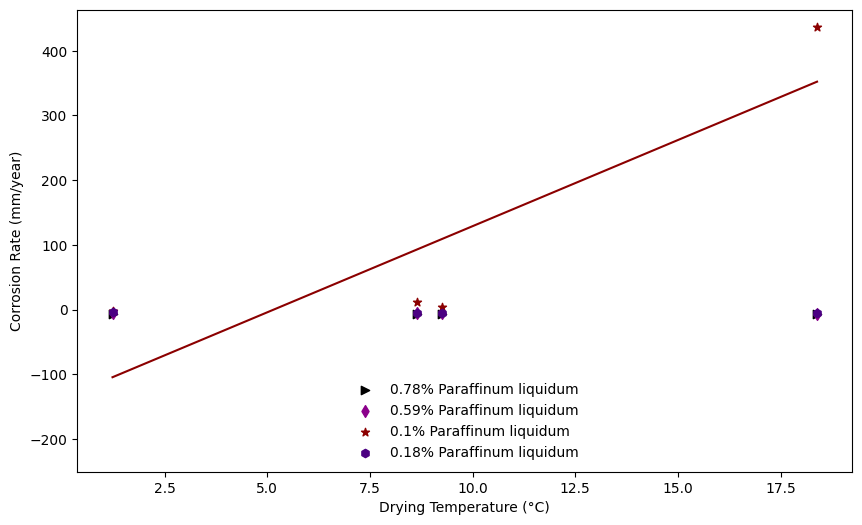 400
300
200
100
0
−100
−200
Corrosion Rate (mm/year)
0.78% Paraffinum liquidum
0.59% Paraffinum liquidum
0.1% Paraffinum liquidum
0.18% Paraffinum liquidum
2.5 5.0 7.5 10.0 12.5 15.0 17.5
Drying Temperature (°C)